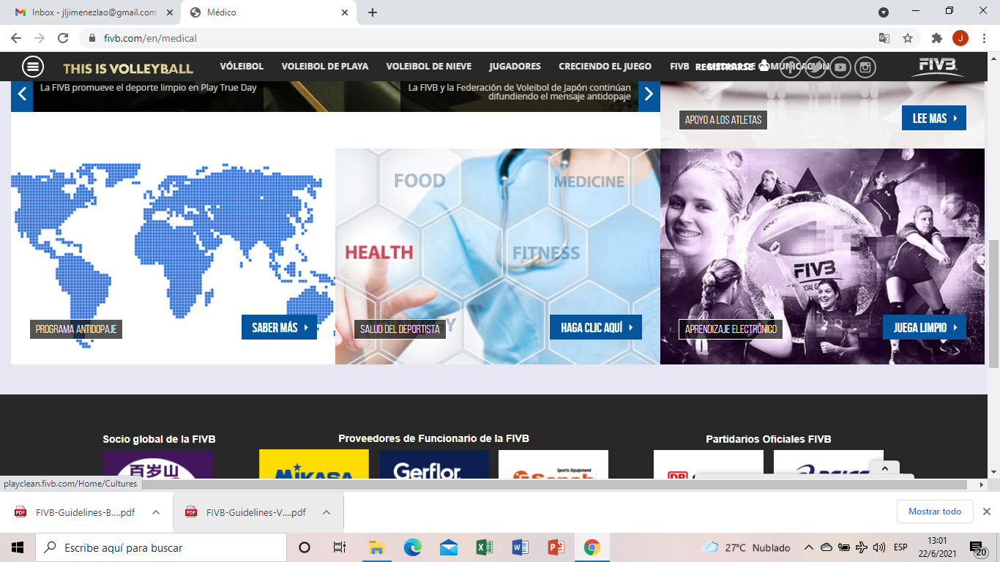 Inbox - jljimenezlao@gmail.com
Médico
fivb.com/en/medical
J
THIS IS VOLLEYBALL
VÓLEIBOL
VOLEIBOL DE PLAYA
VOLEIBOL DE NIEVE
JUGADORES
CRECIENDO EL JUEGO
FIVB
MEDIOS DE COMUNICACIÓN
REGISTRARSE
FIVB
La FIVB promueve el deporte limpio en Play True Day
La FIVB y la Federación de Voleibol de Japón continúan
difundiendo el mensaje antidopaje
APOYO A LOS ATLETAS
LEE MAS
FOOD
MEDICINE
HEALTH
FITNESS
FIVB
PROGRAMA ANTIDOPAJE
SABER MÁS
SALUD DEL DEPORTISTA
HAGA CLIC AQUÍ
APRENDIZAJE ELECTRÓNICO
JUEGA LIMPIO
Socio global de la FIVB
Proveedores de Funcionario de la FIVB
Partidarios Oficiales FIVB
百岁山
MIKASA
Gerflor
Sports Equipment
DB
playclean.fivb.com/Home/Cultures
PDF
FIVB-Guidelines-B....pdf
PDF
FIVB-Guidelines-V....pdf
Mostrar todo
Escribe aquí para buscar
27°C Nublado
ESP
13:01
22/6/2021
20